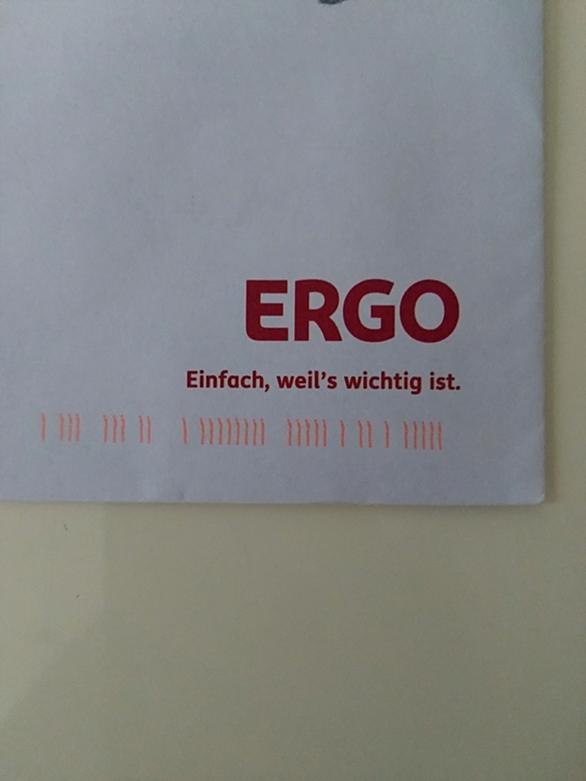 ERGO
Einfach, weil's wichtig ist.